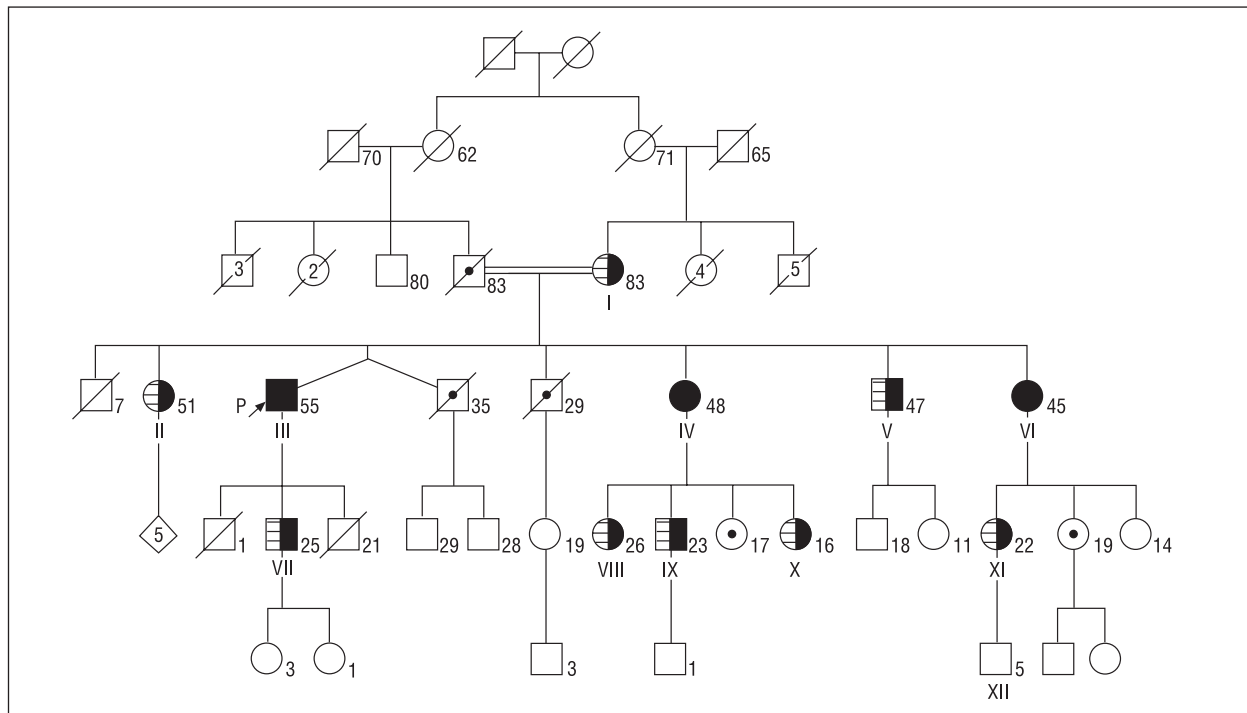 70 62 71 65
3 2 80 83 83 4 5
I
7 51 P 55 35 29 48 47 45
II III IV V VI
5 1 25 21 29 28 19 26 23 17 16 18 11 22 19 14
VII VIII IX X XI
3 1 3 1 5
XII